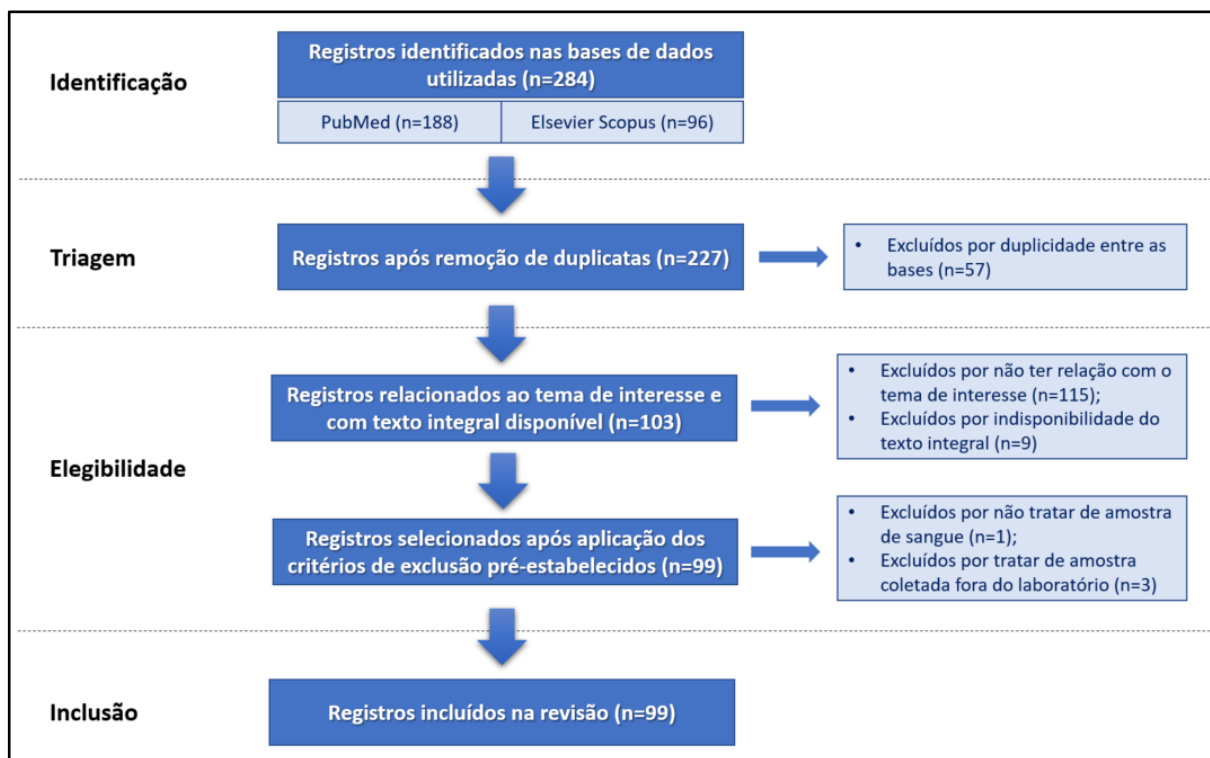 Identificação
Registros identificados nas bases de dados
utilizadas (n=284)
PubMed (n=188)
Elsevier Scopus (n=96)
Triagem
Registros após remoção de duplicatas (n=227)
• Excluídos por duplicidade entre as
bases (n=57)
Elegibilidade
Registros relacionados ao tema de interesse e
com texto integral disponível (n=103)
• Excluídos por não ter relação com o
tema de interesse (n=115);
• Excluídos por indisponibilidade do
texto integral (n=9)
Registros selecionados após aplicação dos
critérios de exclusão pré-estabelecidos (n=99)
• Excluídos por não tratar de amostra
de sangue (n=1);
• Excluídos por tratar de amostra
coletada fora do laboratório (n=3)
Inclusão
Registros incluídos na revisão (n=99)